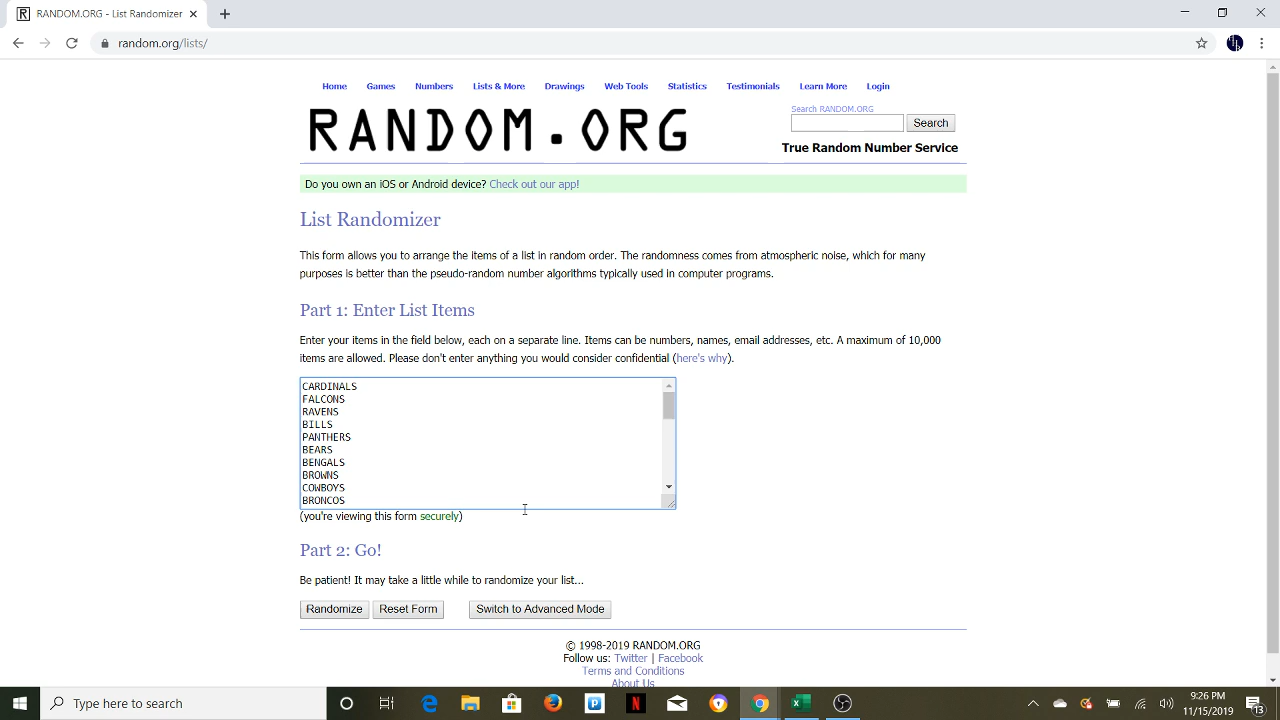 RANDOM.ORG - List Randomizer
random.org/lists/
Home Games Numbers Lists & More Drawings Web Tools Statistics Testimonials Learn More Login
RANDOM.ORG
Search RANDOM.ORG
Search
True Random Number Service
Do you own an iOS or Android device? Check out our app!
List Randomizer
This form allows you to arrange the items of a list in random order. The randomness comes from atmospheric noise, which for many
purposes is better than the pseudo-random number algorithms typically used in computer programs.
Part 1: Enter List Items
Enter your items in the field below, each on a separate line. Items can be numbers, names, email addresses, etc. A maximum of 10,000
items are allowed. Please don't enter anything you would consider confidential (here's why).
CARDINALS
FALCONS
RAVENS
BILLS
PANTHERS
BEARS
BENGALS
BROWNS
COWBOYS
BRONCOS
(you're viewing this form securely)
Part 2: Go!
Be patient! It may take a little while to randomize your list...
Randomize Reset Form Switch to Advanced Mode
© 1998-2019 RANDOM.ORG
Follow us: Twitter | Facebook
Terms and Conditions
About Us
Type here to search
9:26 PM
11/15/2019
13